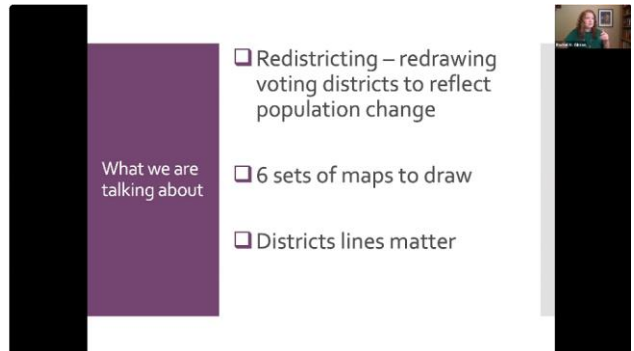 What we are
talking about
Redistricting – redrawing
voting districts to reflect
population change
6 sets of maps to draw
Districts lines matter